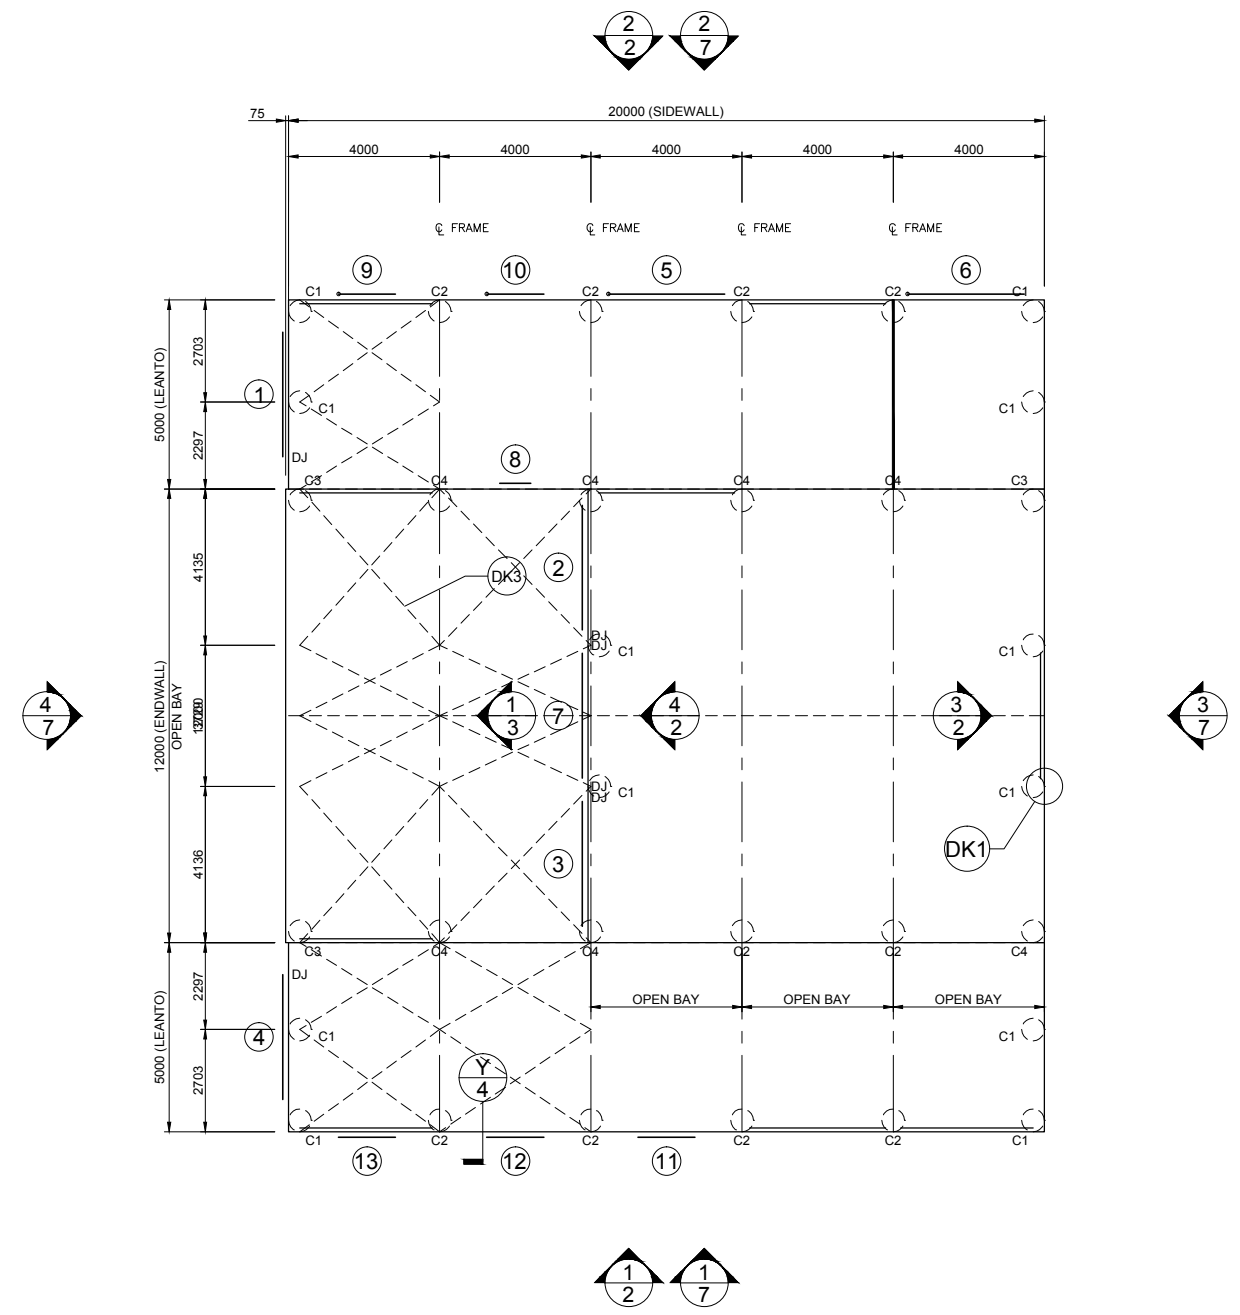 2 2
2 7
75 20000 (SIDEWALL)
4000 4000 4000 4000 4000
℄ FRAME ℄ FRAME ℄ FRAME ℄ FRAME
9 10 5 6
C1 C2 C2 C2 C2 C1
2703
5000 (LEANTO)
1 C1 C1
2297
DJ
8
C3 C4 C4 C4 C4 C3
4135
DK3 2
DJ
DJ
C1 C1
12000 (ENDWALL)
OPEN BAY
4 1 7 4 3 3
7 3 2 2 7
DJ
DJ
C1 C1
DK1
4136
3
C3 C4 C4 C2 C2 C4
DJ
2297
OPEN BAY OPEN BAY OPEN BAY
5000 (LEANTO)
4 C1 C1
Y
4
2703
C1 C2 C2 C2 C2 C1
13 12 11
1 1
2 7